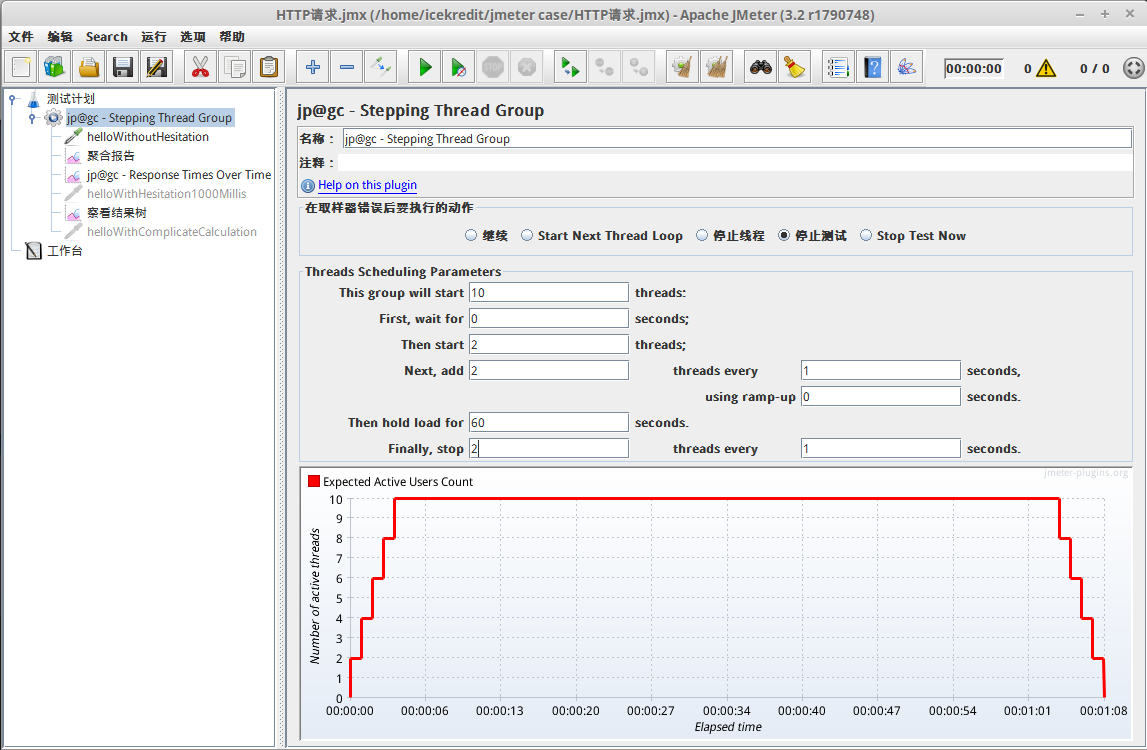 HTTP请求.jmx (/home/icekredit/jmeter case/HTTP请求.jmx) - Apache JMeter (3.2 r1790748)
文件 编辑 Search 运行 选项 帮助
STOP
00:00:00 0 0 / 0
测试计划
jp@gc - Stepping Thread Group
helloWithoutHesitation
聚合报告
jp@gc - Response Times Over Time
helloWithHesitation1000Millis
察看结果树
helloWithComplicateCalculation
工作台
jp@gc - Stepping Thread Group
名称： jp@gc - Stepping Thread Group
注释：
Help on this plugin
在取样器错误后要执行的动作
继续 Start Next Thread Loop 停止线程 停止测试 Stop Test Now
Threads Scheduling Parameters
This group will start 10 threads:
First, wait for 0 seconds;
Then start 2 threads;
Next, add 2 threads every 1 seconds,
using ramp-up 0 seconds.
Then hold load for 60 seconds.
Finally, stop 2 threads every 1 seconds.
jmeter-plugins.org
Expected Active Users Count
Number of active threads
10
9
8
7
6
5
4
3
2
1
0
00:00:00 00:00:06 00:00:13 00:00:20 00:00:27 00:00:34 00:00:40 00:00:47 00:00:54 00:01:01 00:01:08
Elapsed time